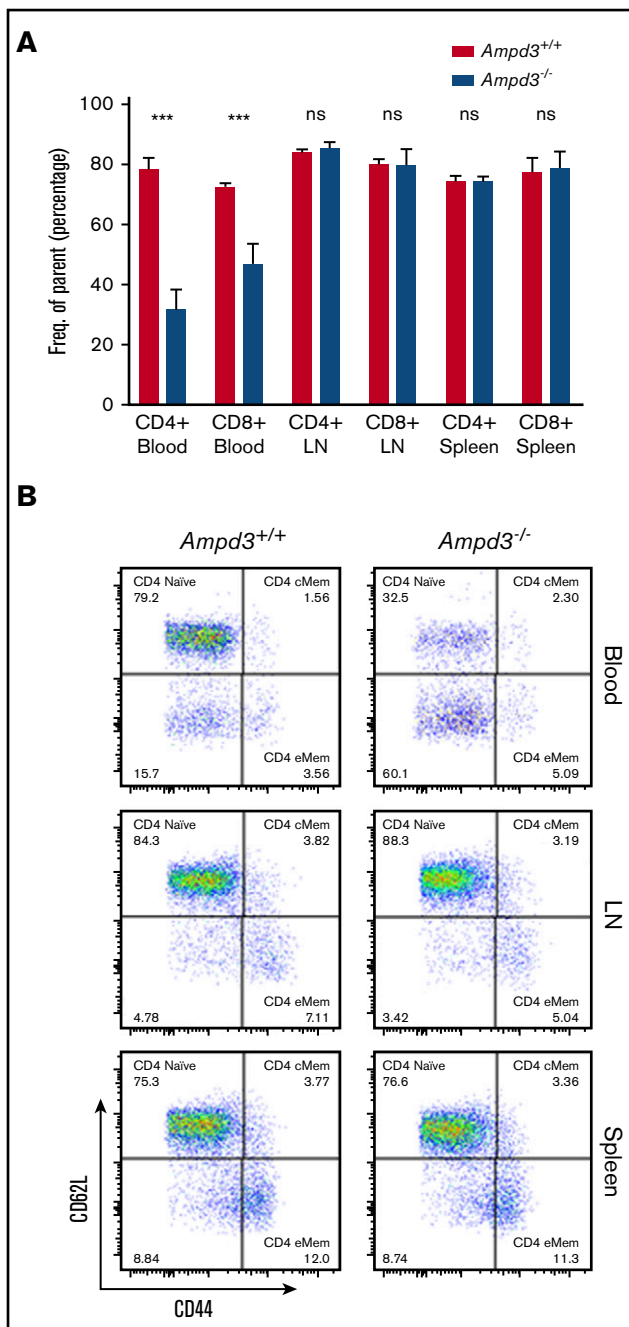 A
Ampd3+/+
Ampd3-/-
Freq. of parent (percentage)
100
80
60
40
20
0
*** *** ns ns ns ns
CD4+ CD8+ CD4+ CD8+ CD4+ CD8+
Blood Blood LN LN Spleen Spleen
B
Ampd3+/+ Ampd3-/-
CD4 Naïve CD4 cMem CD4 Naïve CD4 cMem
79.2 1.56 32.5 2.30
Blood
CD4 eMem CD4 eMem
15.7 3.56 60.1 5.09
CD4 Naïve CD4 cMem CD4 Naïve CD4 cMem
84.3 3.82 88.3 3.19
LN
CD4 eMem CD4 eMem
4.78 7.11 3.42 5.04
CD4 Naïve CD4 cMem CD4 Naïve CD4 cMem
75.3 3.77 76.6 3.36
Spleen
CD4 eMem CD4 eMem
8.84 12.0 8.74 11.3
CD62L
CD44